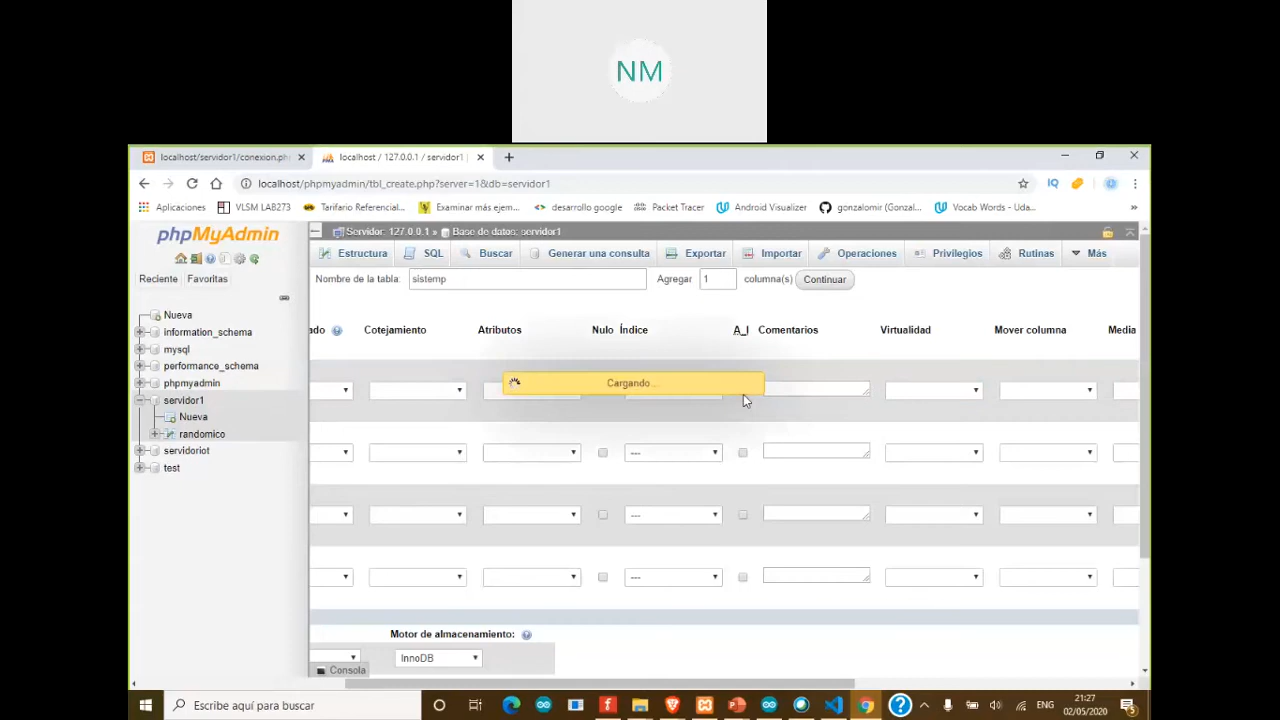 NM
localhost/servidor1/conexion.ph
localhost / 127.0.0.1 / servidor1 |
localhost/phpmyadmin/tbl_create.php?server=1&db=servidor1
IQ
Aplicaciones
VLSM LAB273
Tarifario Referencial...
Examinar más ejem...
desarrollo google
Packet Tracer
Android Visualizer
gonzalomir (Gonzal...
Vocab Words - Uda...
»
phpMyAdmin
Servidor: 127.0.0.1 » Base de datos: servidor1
Estructura
SQL
Buscar
Generar una consulta
Exportar
Importar
Operaciones
Privilegios
Rutinas
Más
Reciente
Favoritas
Nombre de la tabla:
sistemp
Agregar
1
columna(s)
Continuar
Nueva
information_schema
mysql
performance_schema
phpmyadmin
servidor1
Nueva
randomico
servidoriot
test
ado
Cotejamiento
Atributos
Nulo
Índice
A_I
Comentarios
Virtualidad
Mover columna
Media
Cargando...
---
---
---
Motor de almacenamiento:
InnoDB
Consola
Escribe aquí para buscar
ENG
21:27
02/05/2020
5